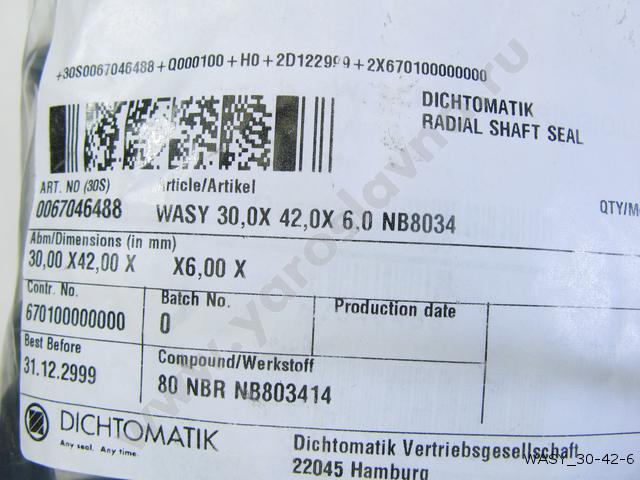 +30S0067046488+Q000100+H0+2D122999+2X670100000000
DICHTOMATIK
RADIAL SHAFT SEAL
ART. NO (30S) Article/Artikel QTY/M
0067046488 WASY 30,0X 42,0X 6.0 NB8034
Abm/Dimensions (in mm)
30,00 X42,00 X X6,00 X
Contr. No. Batch No. Production date
670100000000 0
Best Before Compound/Werkstoff
31.12.2999 80 NBR NB803414
DICHTOMATIK
Any seal. Any time.
Dichtomatik Vertriebsgesellschaft
22045 Hamburg
www.yaroslavna.ru
WASY_30-42-6